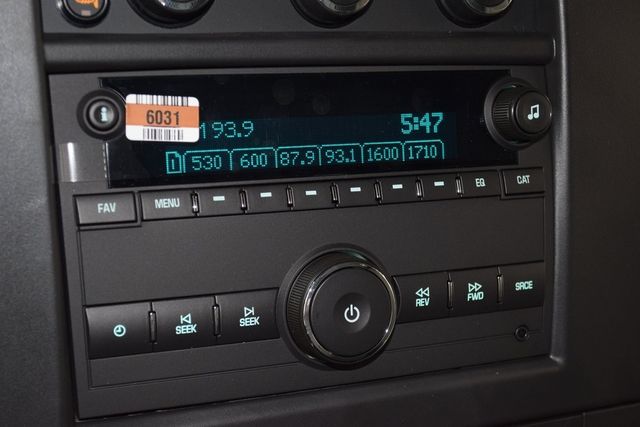 6031
93.9
5:47
1 530 600 87.9 93.1 1600 1710
FAV MENU EQ CAT
SEEK SEEK REV FWD SRCE